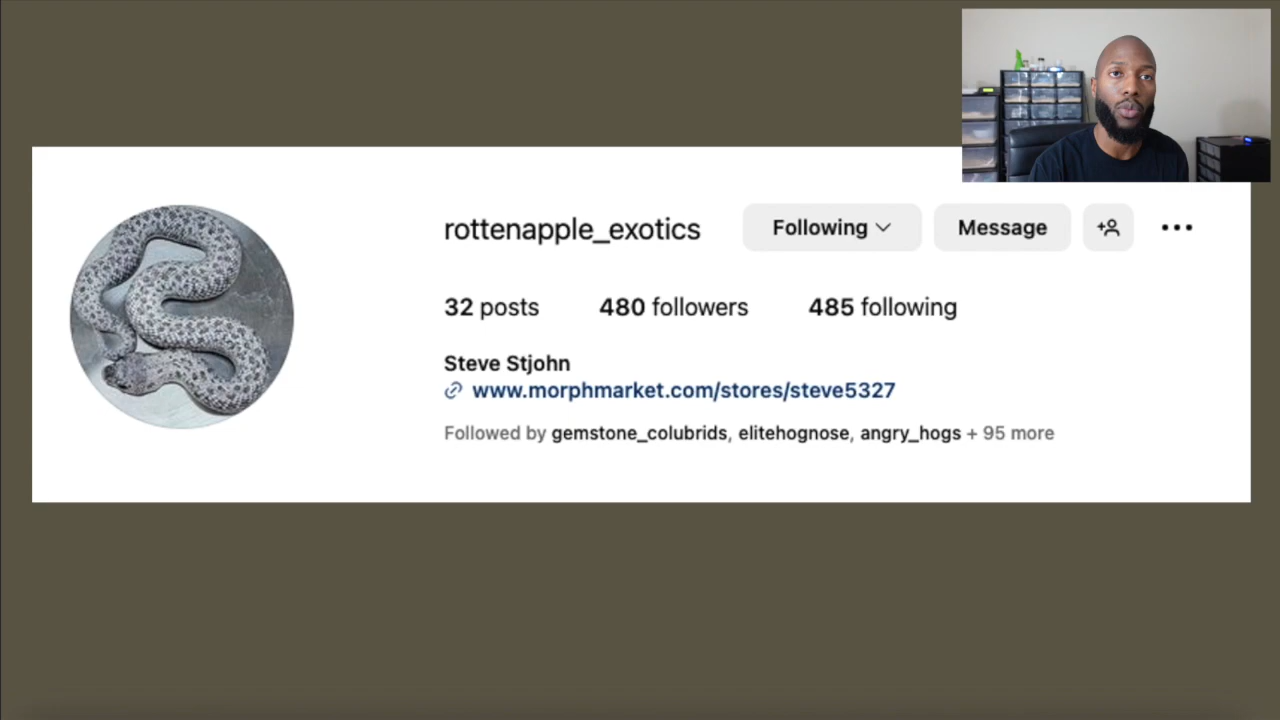 rottenapple_exotics Following Message
32 posts 480 followers 485 following
Steve Stjohn
www.morphmarket.com/stores/steve5327
Followed by gemstone_colubrids, elitehognose, angry_hogs + 95 more